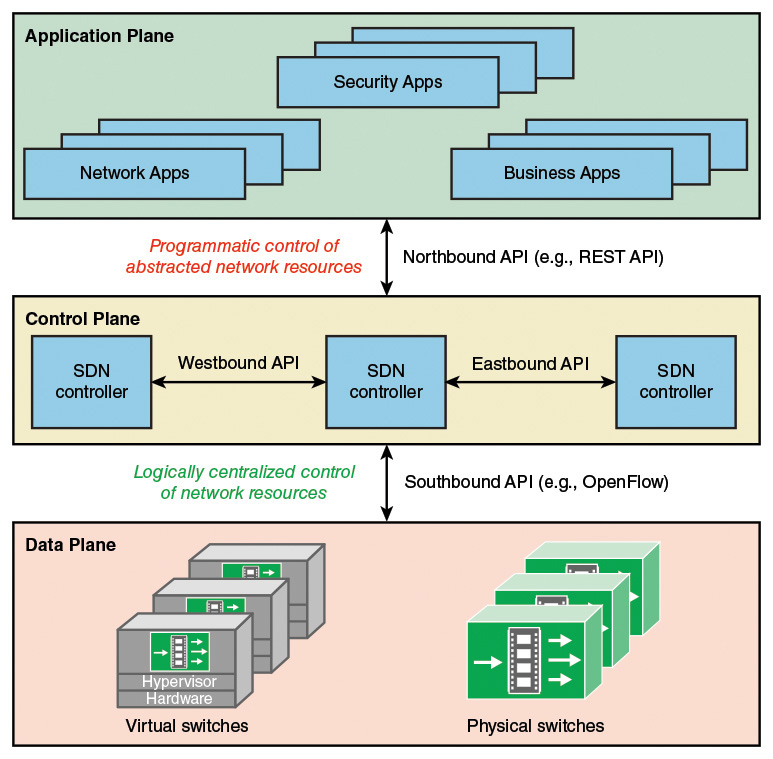 Application Plane
Security Apps
Network Apps
Business Apps
Programmatic control of
abstracted network resources
Northbound API (e.g., REST API)
Control Plane
SDN
controller
Westbound API
SDN
controller
Eastbound API
SDN
controller
Logically centralized control
of network resources
Southbound API (e.g., OpenFlow)
Data Plane
Hypervisor
Hardware
Virtual switches
Physical switches